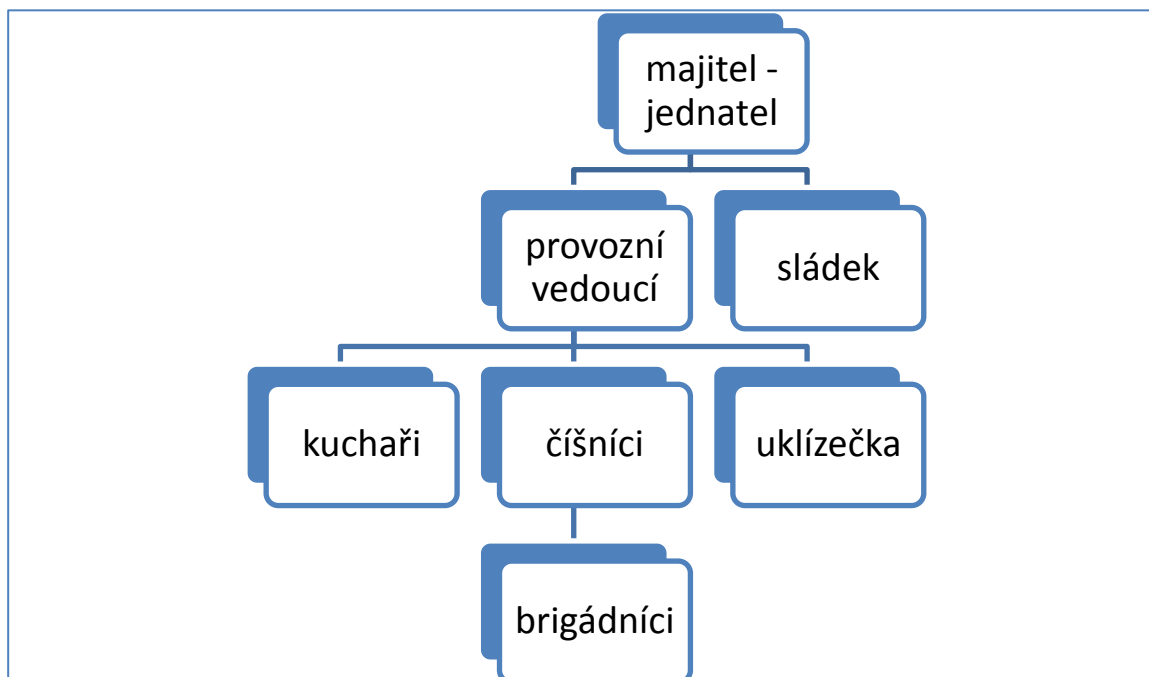 majitel -
jednatel
provozní
vedoucí
sládek
kuchaři
číšníci
uklízečka
brigádníci